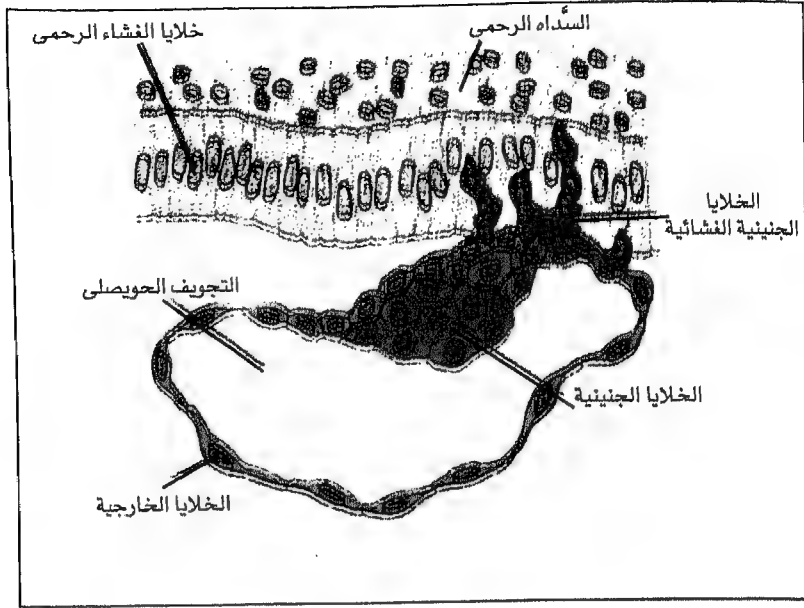 السَّداه الرحمى
خلايا الغشاء الرحمى
الخلايا
الجنينية الغشائية
التجويف الحويصلى
الخلايا الجنينية
الخلايا الخارجية